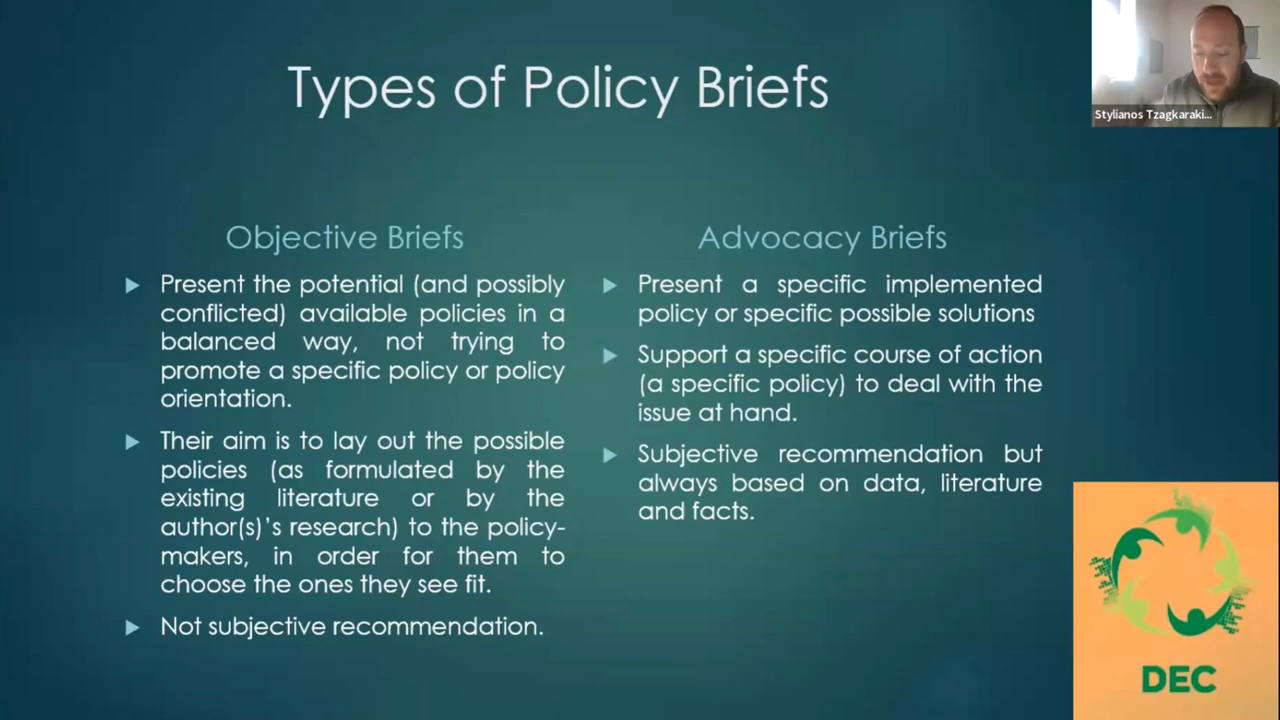 Types of Policy Briefs
Stylianos Tzagkaraki...
Objective Briefs
Present the potential (and possibly
conflicted) available policies in a
balanced way, not trying to
promote a specific policy or policy
orientation.
Their aim is to lay out the possible
policies (as formulated by the
existing literature or by the
author(s)'s research) to the policy-
makers, in order for them to
choose the ones they see fit.
Not subjective recommendation.
Advocacy Briefs
Present a specific implemented
policy or specific possible solutions
Support a specific course of action
(a specific policy) to deal with the
issue at hand.
Subjective recommendation but
always based on data, literature
and facts.
DEC